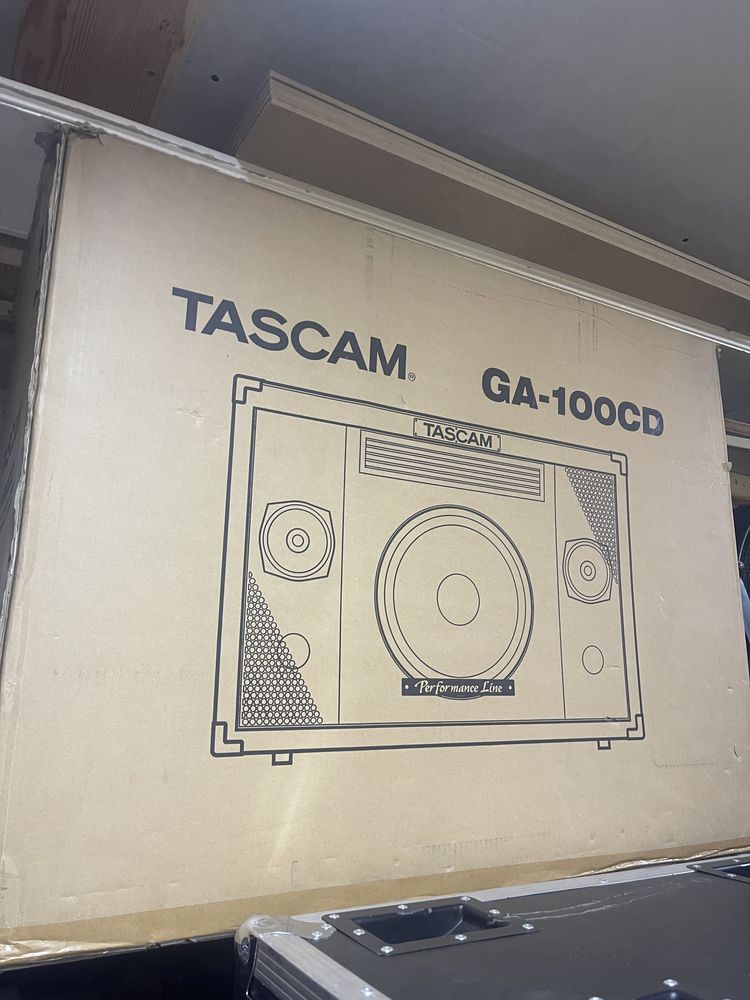 TASCAM®
GA-100CD
TASCAM
Performance Line